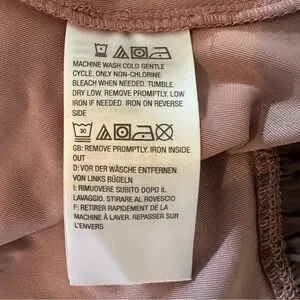 MACHINE WASH COLD GENTLE
CYCLE. ONLY NON-CHLORINE
BLEACH WHEN NEEDED. TUMBLE
DRY LOW. REMOVE PROMPTLY. LOW
IRON IF NEEDED. IRON ON REVERSE
SIDE
30
GB: REMOVE PROMPTLY. IRON INSIDE
OUT
D: VOR DER WÄSCHE ENTFERNEN.
VON LINKS BÜGELN
I: RIMUOVERE SUBITO DOPO IL
LAVAGGIO. STIRARE AL ROVESCIO
F: RETIRER RAPIDEMENT DE LA
MACHINE À LAVER. REPASSER SUR
L'ENVERS